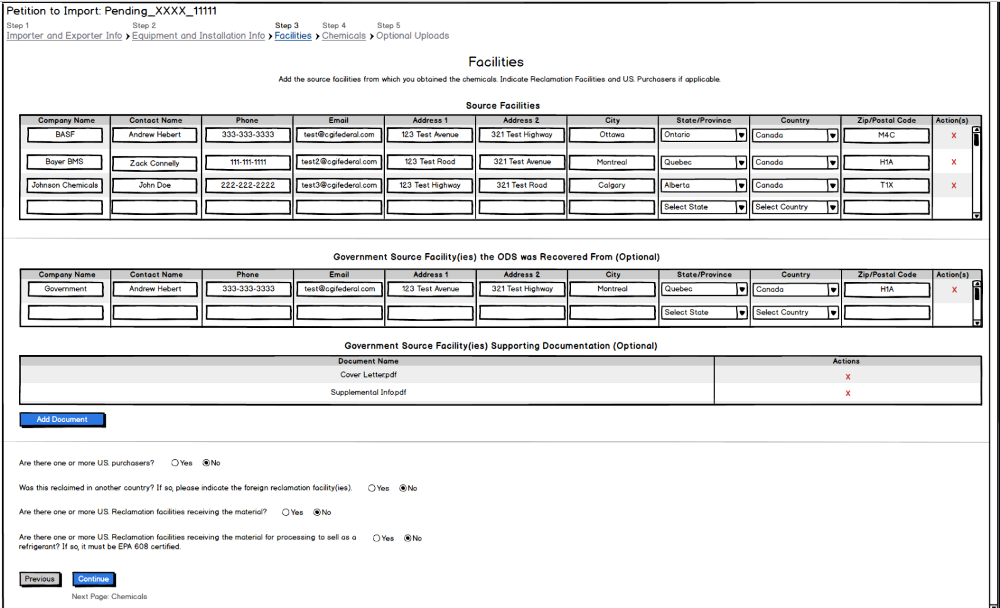 Petition to Import: Pending_XXXX_11111
Step 1 Step 2 Step 3 Step 4 Step 5
Importer and Exporter Info > Equipment and Installation Info > Facilities > Chemicals > Optional Uploads
Facilities
Add the source facilities from which you obtained the chemicals. Indicate Reclamation Facilities and U.S. Purchasers if applicable.
Source Facilities
Company Name Contact Name Phone Email Address 1 Address 2 City State/Province Country Zip/Postal Code Action(s)
BASF Andrew Hebert 333-333-3333 test@cgifederal.com 123 Test Avenue 321 Test Highway Ottawa Ontario Canada M4C X
Bayer BMS Zack Connelly 111-111-1111 test2@cgifederal.com 123 Test Road 321 Test Avenue Montreal Quebec Canada H1A X
Johnson Chemicals John Doe 222-222-2222 test3@cgifederal.com 123 Test Highway 321 Test Road Calgary Alberta Canada T1X X
Select State Select Country
Government Source Facility(ies) the ODS was Recovered From (Optional)
Company Name Contact Name Phone Email Address 1 Address 2 City State/Province Country Zip/Postal Code Action(s)
Government Andrew Hebert 333-333-3333 test@cgifederal.com 123 Test Avenue 321 Test Highway Montreal Quebec Canada H1A X
Select State Select Country
Government Source Facility(ies) Supporting Documentation (Optional)
Document Name Actions
Cover Letter.pdf X
Supplemental Info.pdf X
Add Document
Are there one or more U.S. purchasers? Yes No
Was this reclaimed in another country? If so, please indicate the foreign reclamation facility(ies). Yes No
Are there one or more U.S. Reclamation facilities receiving the material? Yes No
Are there one or more U.S. Reclamation facilities receiving the material for processing to sell as a Yes No
refrigerant? If so, it must be EPA 608 certified.
Previous Continue
Next Page: Chemicals